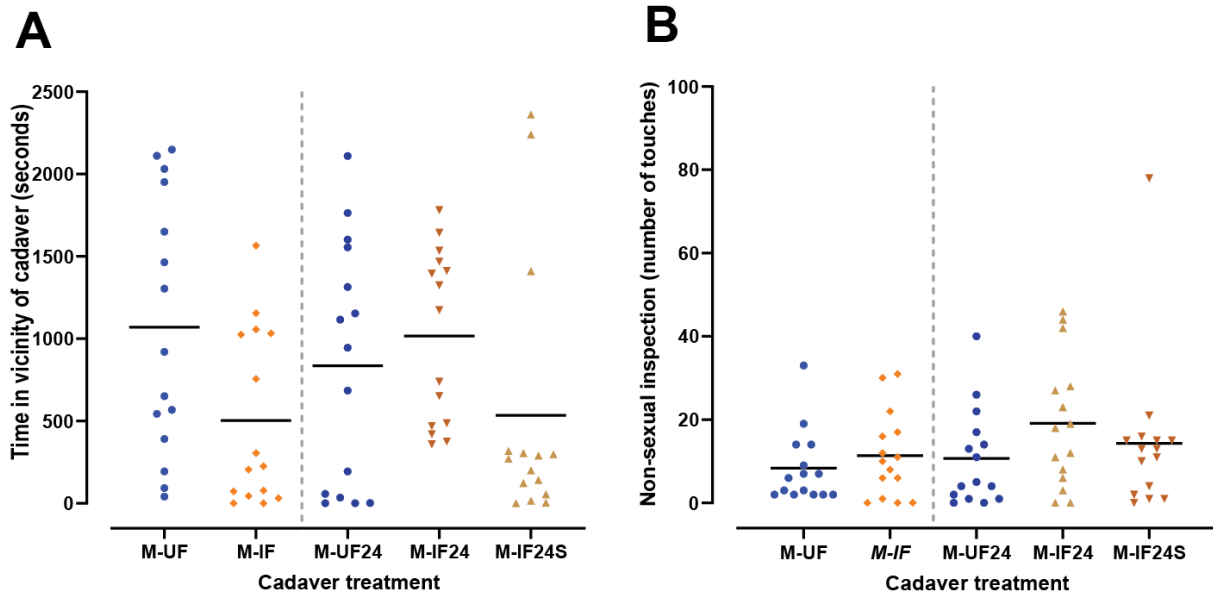 A
Time in vicinity of cadaver (seconds)
2500
2000
1500
1000
500
0
M-UF M-IF M-UF24 M-IF24 M-IF24S
Cadaver treatment
B
Non-sexual inspection (number of touches)
100
80
60
40
20
0
M-UF M-IF M-UF24 M-IF24 M-IF24S
Cadaver treatment